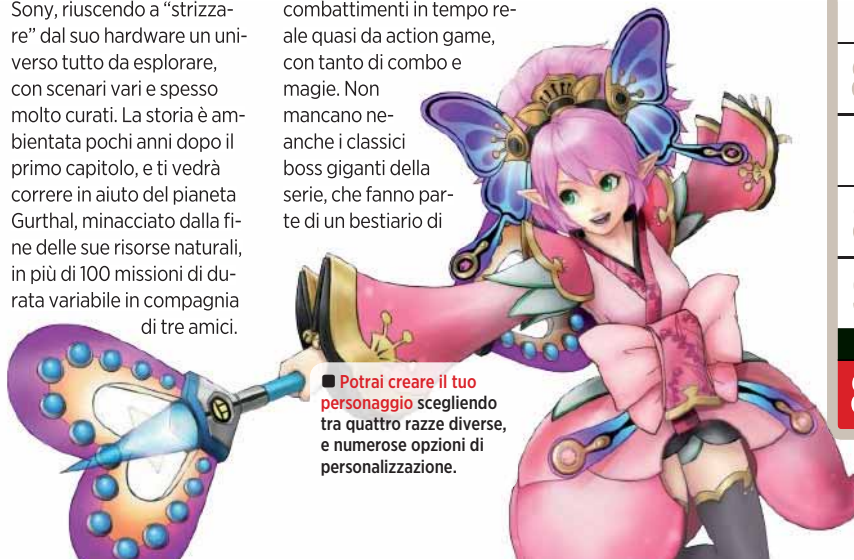 Sony, riuscendo a “strizza-
re” dal suo hardware un uni-
verso tutto da esplorare,
con scenari vari e spesso
molto curati. La storia è am-
bientata pochi anni dopo il
primo capitolo, e ti vedrà
correre in aiuto del pianeta
Gurthal, minacciato dalla fi-
ne delle sue risorse naturali,
in più di 100 missioni di du-
rata variabile in compagnia
di tre amici.
combattimenti in tempo re-
ale quasi da action game,
con tanto di combo e
magie. Non
mancano ne-
anche i classici
boss giganti della
serie, che fanno par-
te di un bestiario di
■ Potrai creare il tuo
personaggio scegliendo
tra quattro razze diverse,
e numerose opzioni di
personalizzazione.